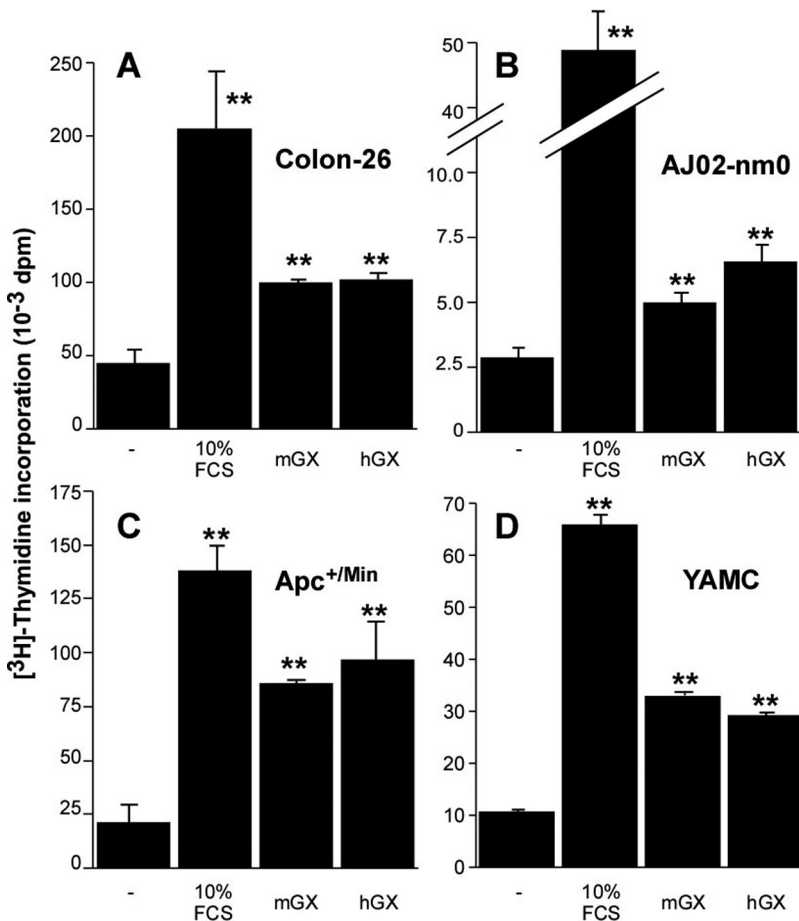 [³H]-Thymidine incorporation (10⁻³ dpm)
A
Colon-26
250
200
150
100
50
0
**
**
**
-
10%
FCS
mGX
hGX
B
AJ02-nm0
50
40
10.0
7.5
5.0
2.5
0
**
**
**
-
10%
FCS
mGX
hGX
C
Apc⁺/ᴹⁱⁿ
175
150
125
100
75
50
25
0
**
**
**
-
10%
FCS
mGX
hGX
D
YAMC
70
60
50
40
30
20
10
0
**
**
**
-
10%
FCS
mGX
hGX